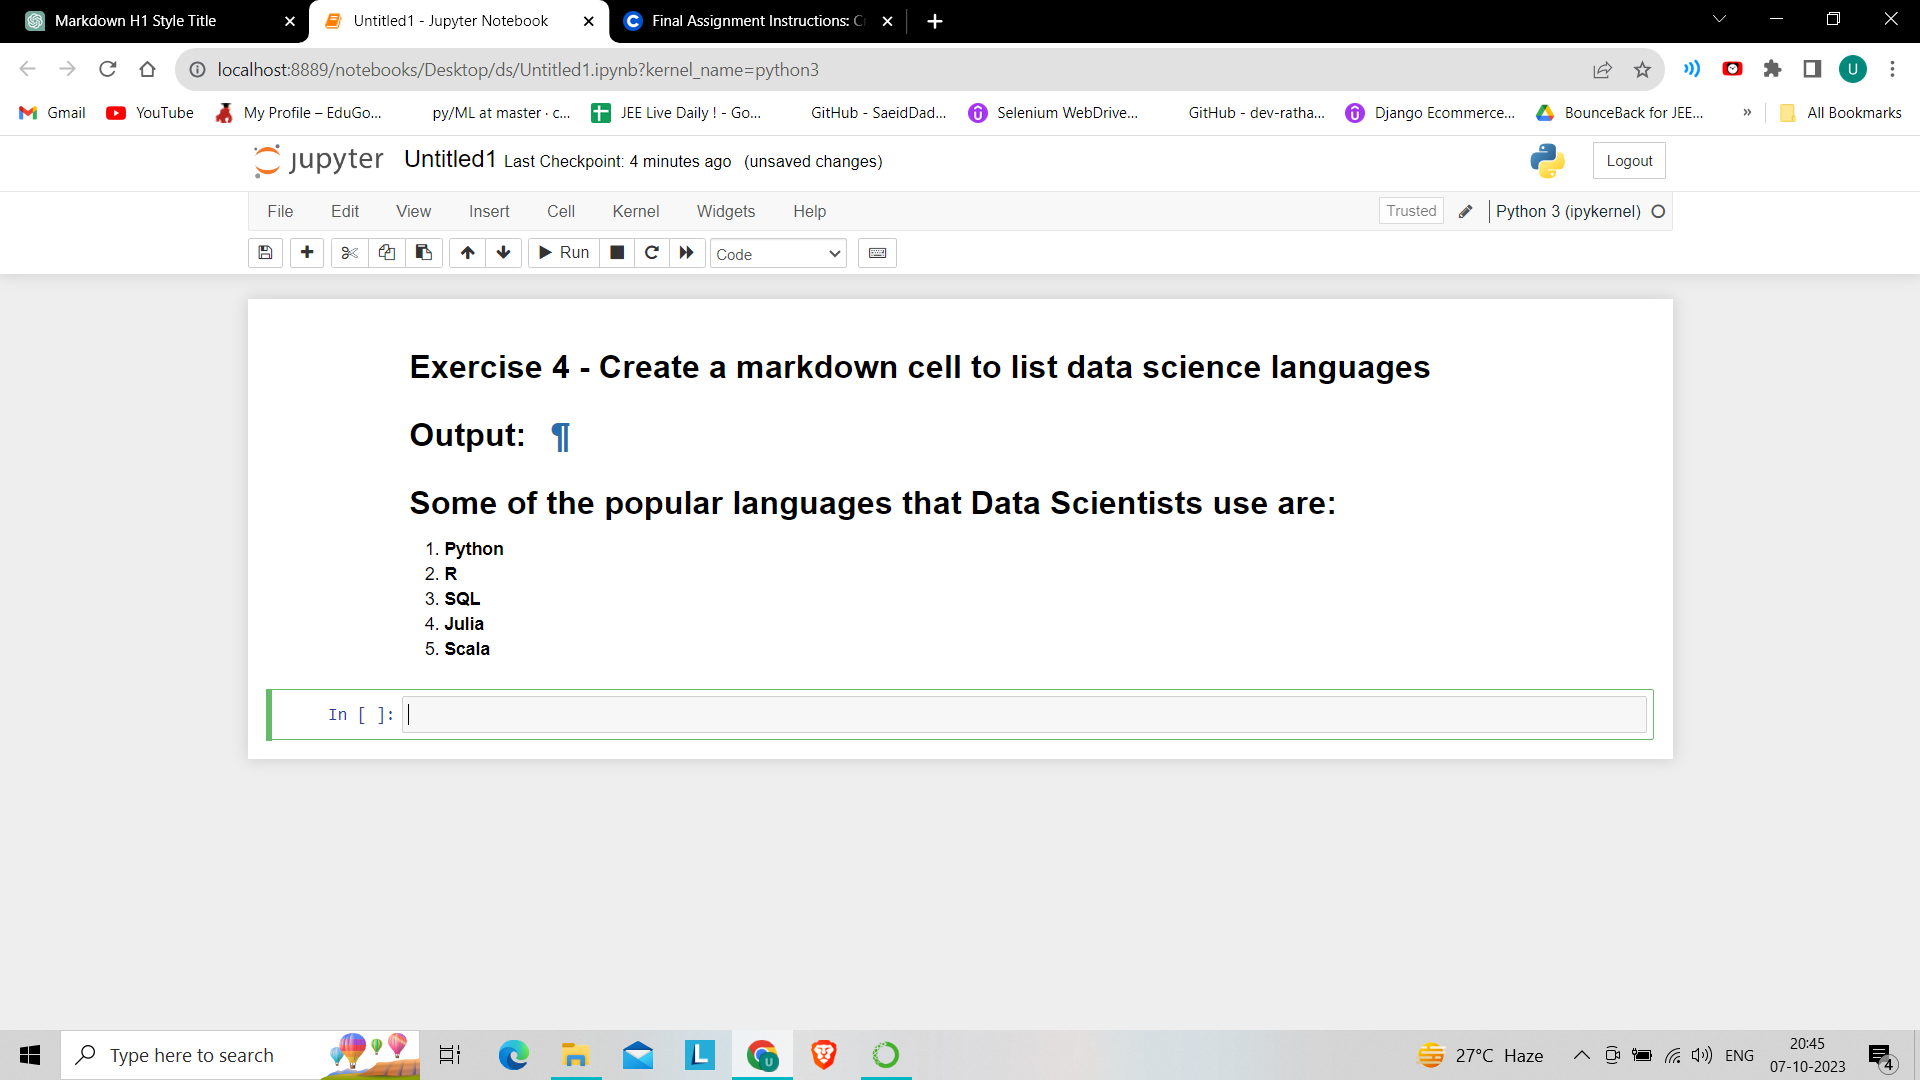 Markdown H1 Style Title
Untitled1 - Jupyter Notebook
Final Assignment Instructions: C
localhost:8889/notebooks/Desktop/ds/Untitled1.ipynb?kernel_name=python3
U
Gmail
YouTube
My Profile – EduGo...
py/ML at master · c...
JEE Live Daily ! - Go...
GitHub - SaeidDad...
Selenium WebDrive...
GitHub - dev-ratha...
Django Ecommerce...
BounceBack for JEE...
»
All Bookmarks
jupyter Untitled1 Last Checkpoint: 4 minutes ago (unsaved changes)
Logout
File Edit View Insert Cell Kernel Widgets Help
Trusted
Python 3 (ipykernel)
Run
Code
Exercise 4 - Create a markdown cell to list data science languages
Output: ¶
Some of the popular languages that Data Scientists use are:
1. Python
2. R
3. SQL
4. Julia
5. Scala
In [ ]:
Type here to search
L
U
27°C Haze
ENG
20:45
07-10-2023
4